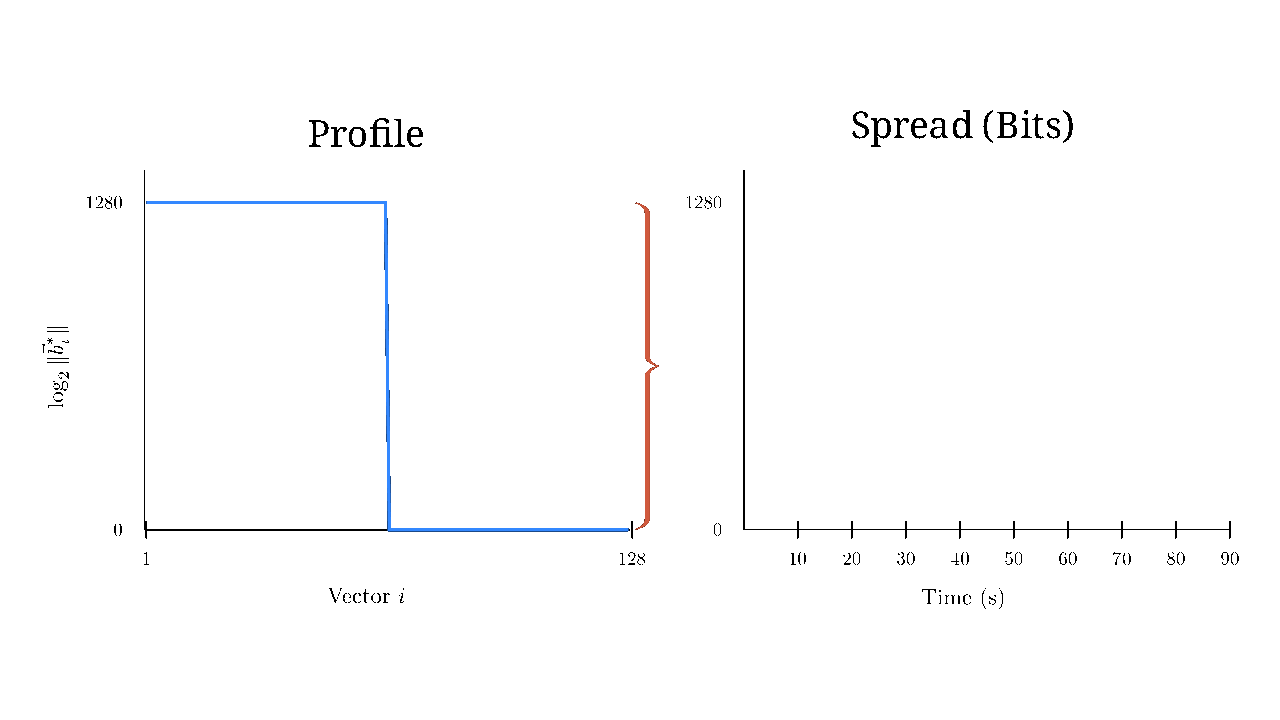 Profile
1280
log₂ ‖b⃗ᵢ*‖
0
1
128
Vector i
Spread (Bits)
1280
0
10 20 30 40 50 60 70 80 90
Time (s)